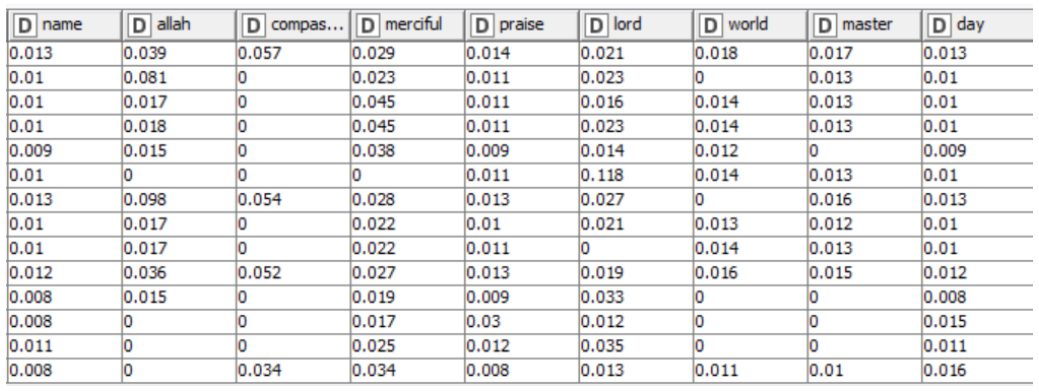 D name D allah D compas... D merciful D praise D lord D world D master D day
0.013 0.039 0.057 0.029 0.014 0.021 0.018 0.017 0.013
0.01 0.081 0 0.023 0.011 0.023 0 0.013 0.01
0.01 0.017 0 0.045 0.011 0.016 0.014 0.013 0.01
0.01 0.018 0 0.045 0.011 0.023 0.014 0.013 0.01
0.009 0.015 0 0.038 0.009 0.014 0.012 0 0.009
0.01 0 0 0 0.011 0.118 0.014 0.013 0.01
0.013 0.098 0.054 0.028 0.013 0.027 0 0.016 0.013
0.01 0.017 0 0.022 0.01 0.021 0.013 0.012 0.01
0.01 0.017 0 0.022 0.011 0 0.014 0.013 0.01
0.012 0.036 0.052 0.027 0.013 0.019 0.016 0.015 0.012
0.008 0.015 0 0.019 0.009 0.033 0 0 0.008
0.008 0 0 0.017 0.03 0.012 0 0 0.015
0.011 0 0 0.025 0.012 0.035 0 0 0.011
0.008 0 0.034 0.034 0.008 0.013 0.011 0.01 0.016